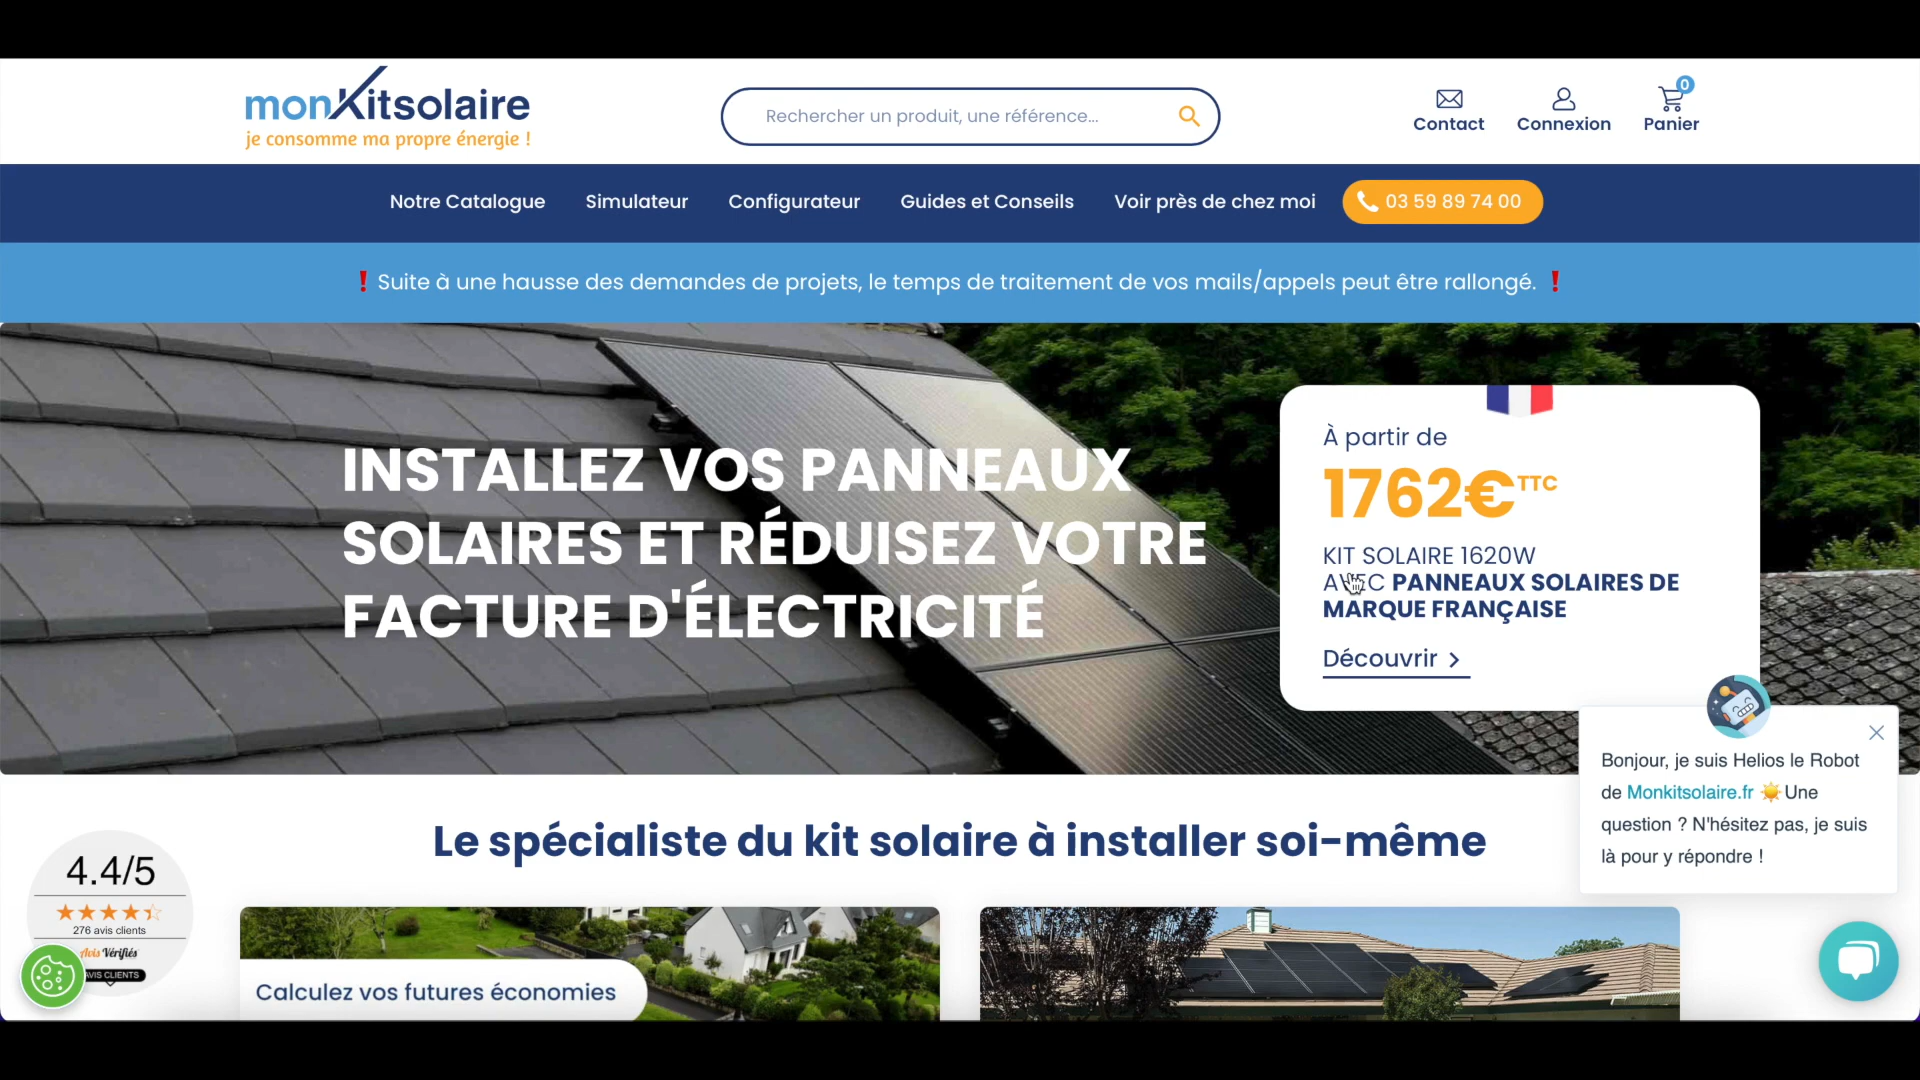 monKitsolaire
je consomme ma propre énergie !
Rechercher un produit, une référence...
Contact
Connexion
0
Panier
Notre Catalogue
Simulateur
Configurateur
Guides et Conseils
Voir près de chez moi
03 59 89 74 00
❗ Suite à une hausse des demandes de projets, le temps de traitement de vos mails/appels peut être rallongé. ❗
INSTALLEZ VOS PANNEAUX
SOLAIRES ET RÉDUISEZ VOTRE
FACTURE D'ÉLECTRICITÉ
À partir de
1762€TTC
KIT SOLAIRE 1620W
AVEC PANNEAUX SOLAIRES DE
MARQUE FRANÇAISE
Découvrir
Bonjour, je suis Helios le Robot
de Monkitsolaire.fr ☀️ Une
question ? N'hésitez pas, je suis
là pour y répondre !
Le spécialiste du kit solaire à installer soi-même
4.4/5
276 avis clients
Avis Vérifiés
AVIS CLIENTS
Calculez vos futures économies